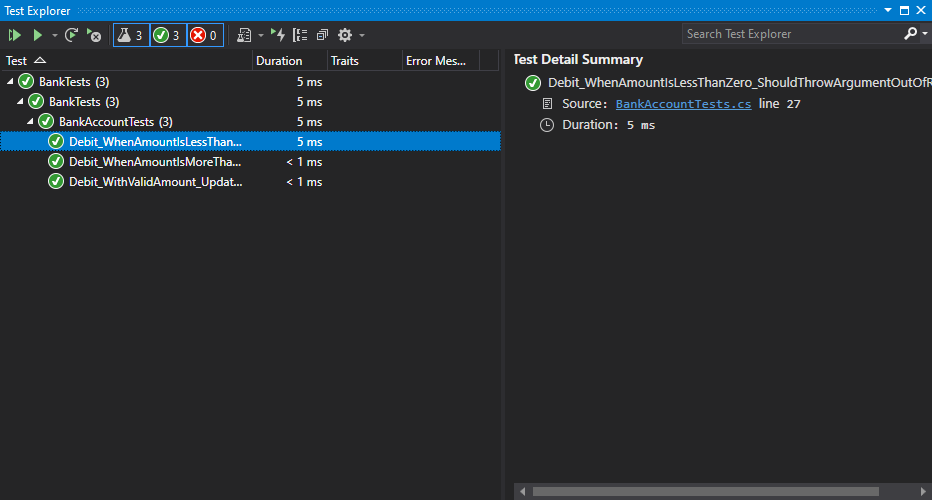 Test Explorer
3 3 0
Search Test Explorer
Test Duration Traits Error Mes...
BankTests (3) 5 ms
BankTests (3) 5 ms
BankAccountTests (3) 5 ms
Debit_WhenAmountIsLessThan... 5 ms
Debit_WhenAmountIsMoreTha... < 1 ms
Debit_WithValidAmount_Updat... < 1 ms
Test Detail Summary
Debit_WhenAmountIsLessThanZero_ShouldThrowArgumentOutOfR
Source: BankAccountTests.cs line 27
Duration: 5 ms